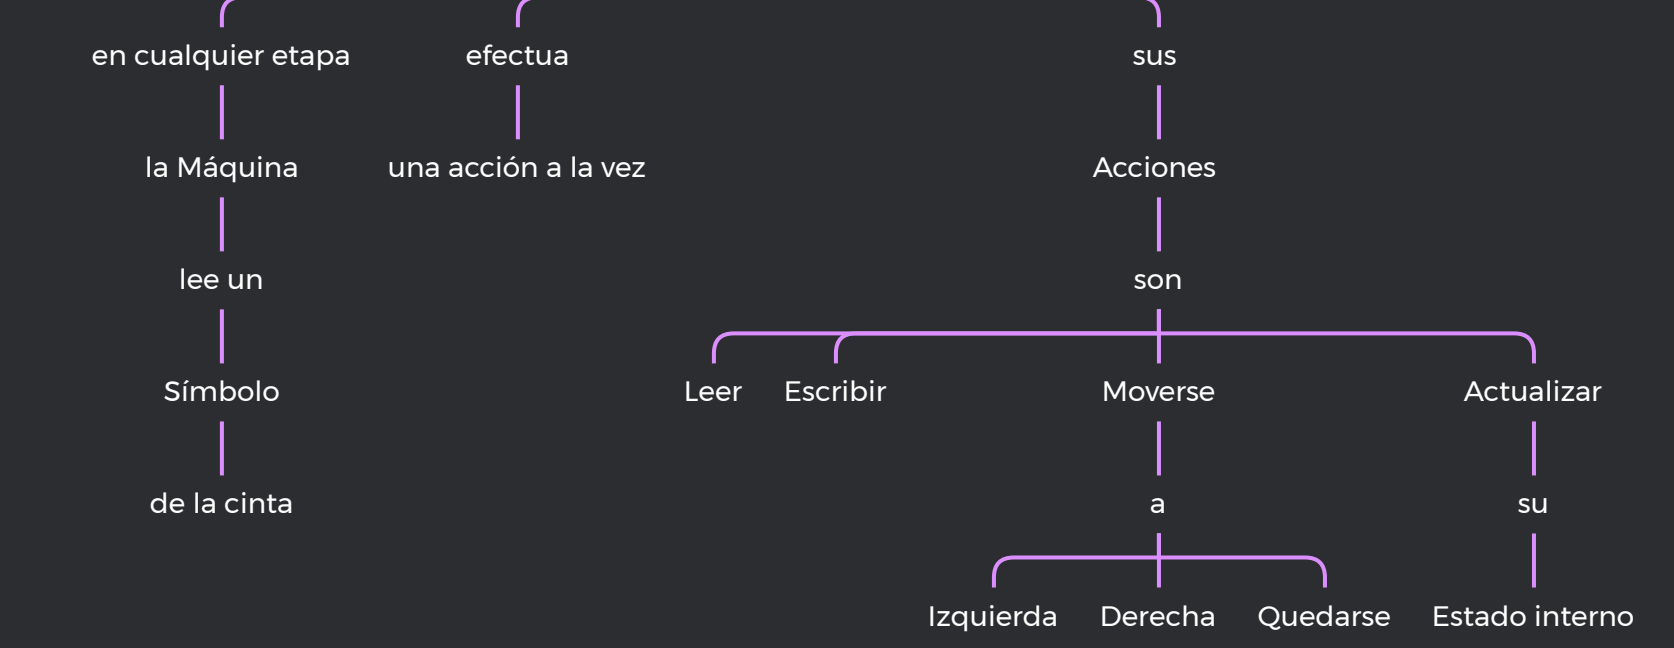 en cualquier etapa
efectua
sus
la Máquina
una acción a la vez
Acciones
lee un
son
Símbolo
Leer
Escribir
Moverse
Actualizar
de la cinta
a
su
Izquierda
Derecha
Quedarse
Estado interno